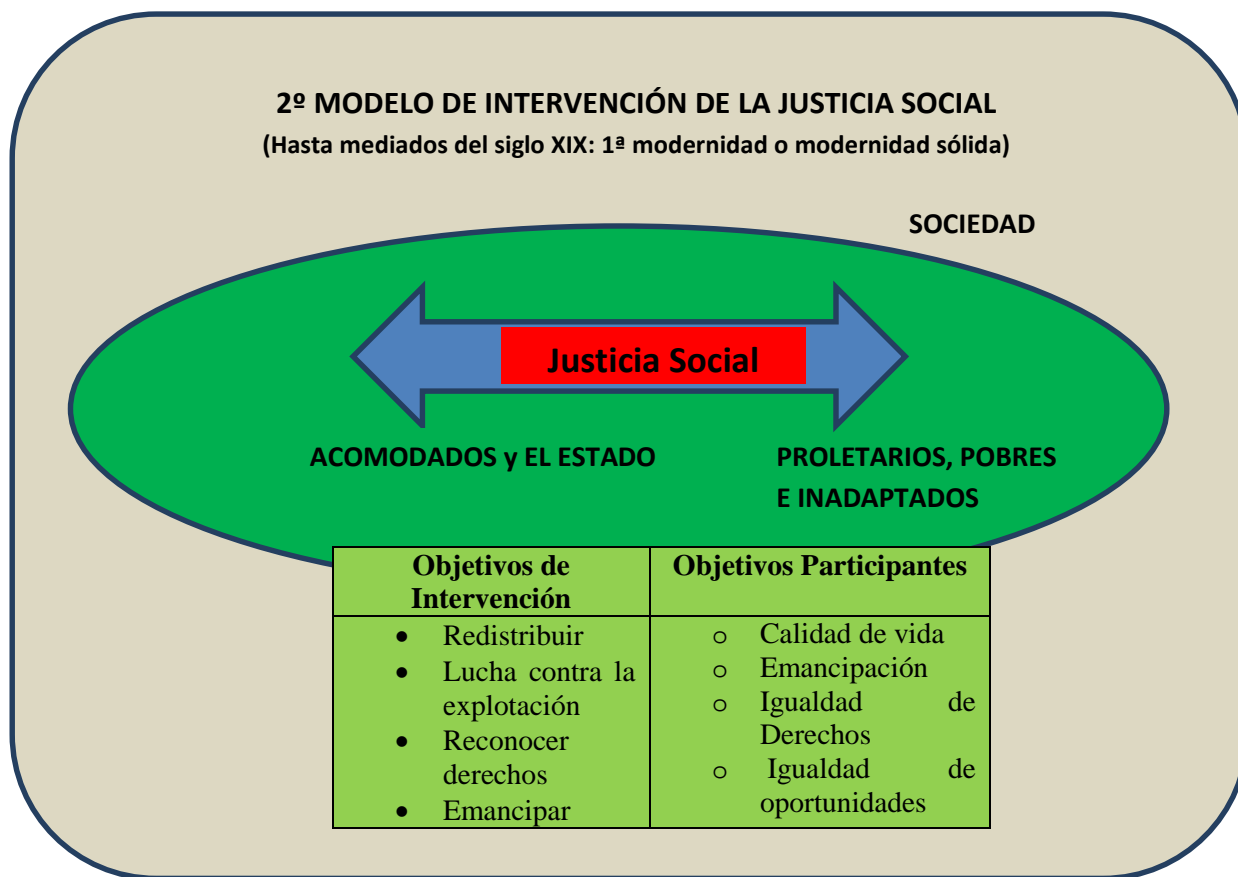 2º MODELO DE INTERVENCIÓN DE LA JUSTICIA SOCIAL
(Hasta mediados del siglo XIX: 1ª modernidad o modernidad sólida)
SOCIEDAD
Justicia Social
ACOMODADOS y EL ESTADO
PROLETARIOS, POBRES
E INADAPTADOS
Objetivos de
Intervención
Objetivos Participantes
• Redistribuir
• Lucha contra la
explotación
• Reconocer
derechos
• Emancipar
o Calidad de vida
o Emancipación
o Igualdad de
Derechos
o Igualdad de
oportunidades